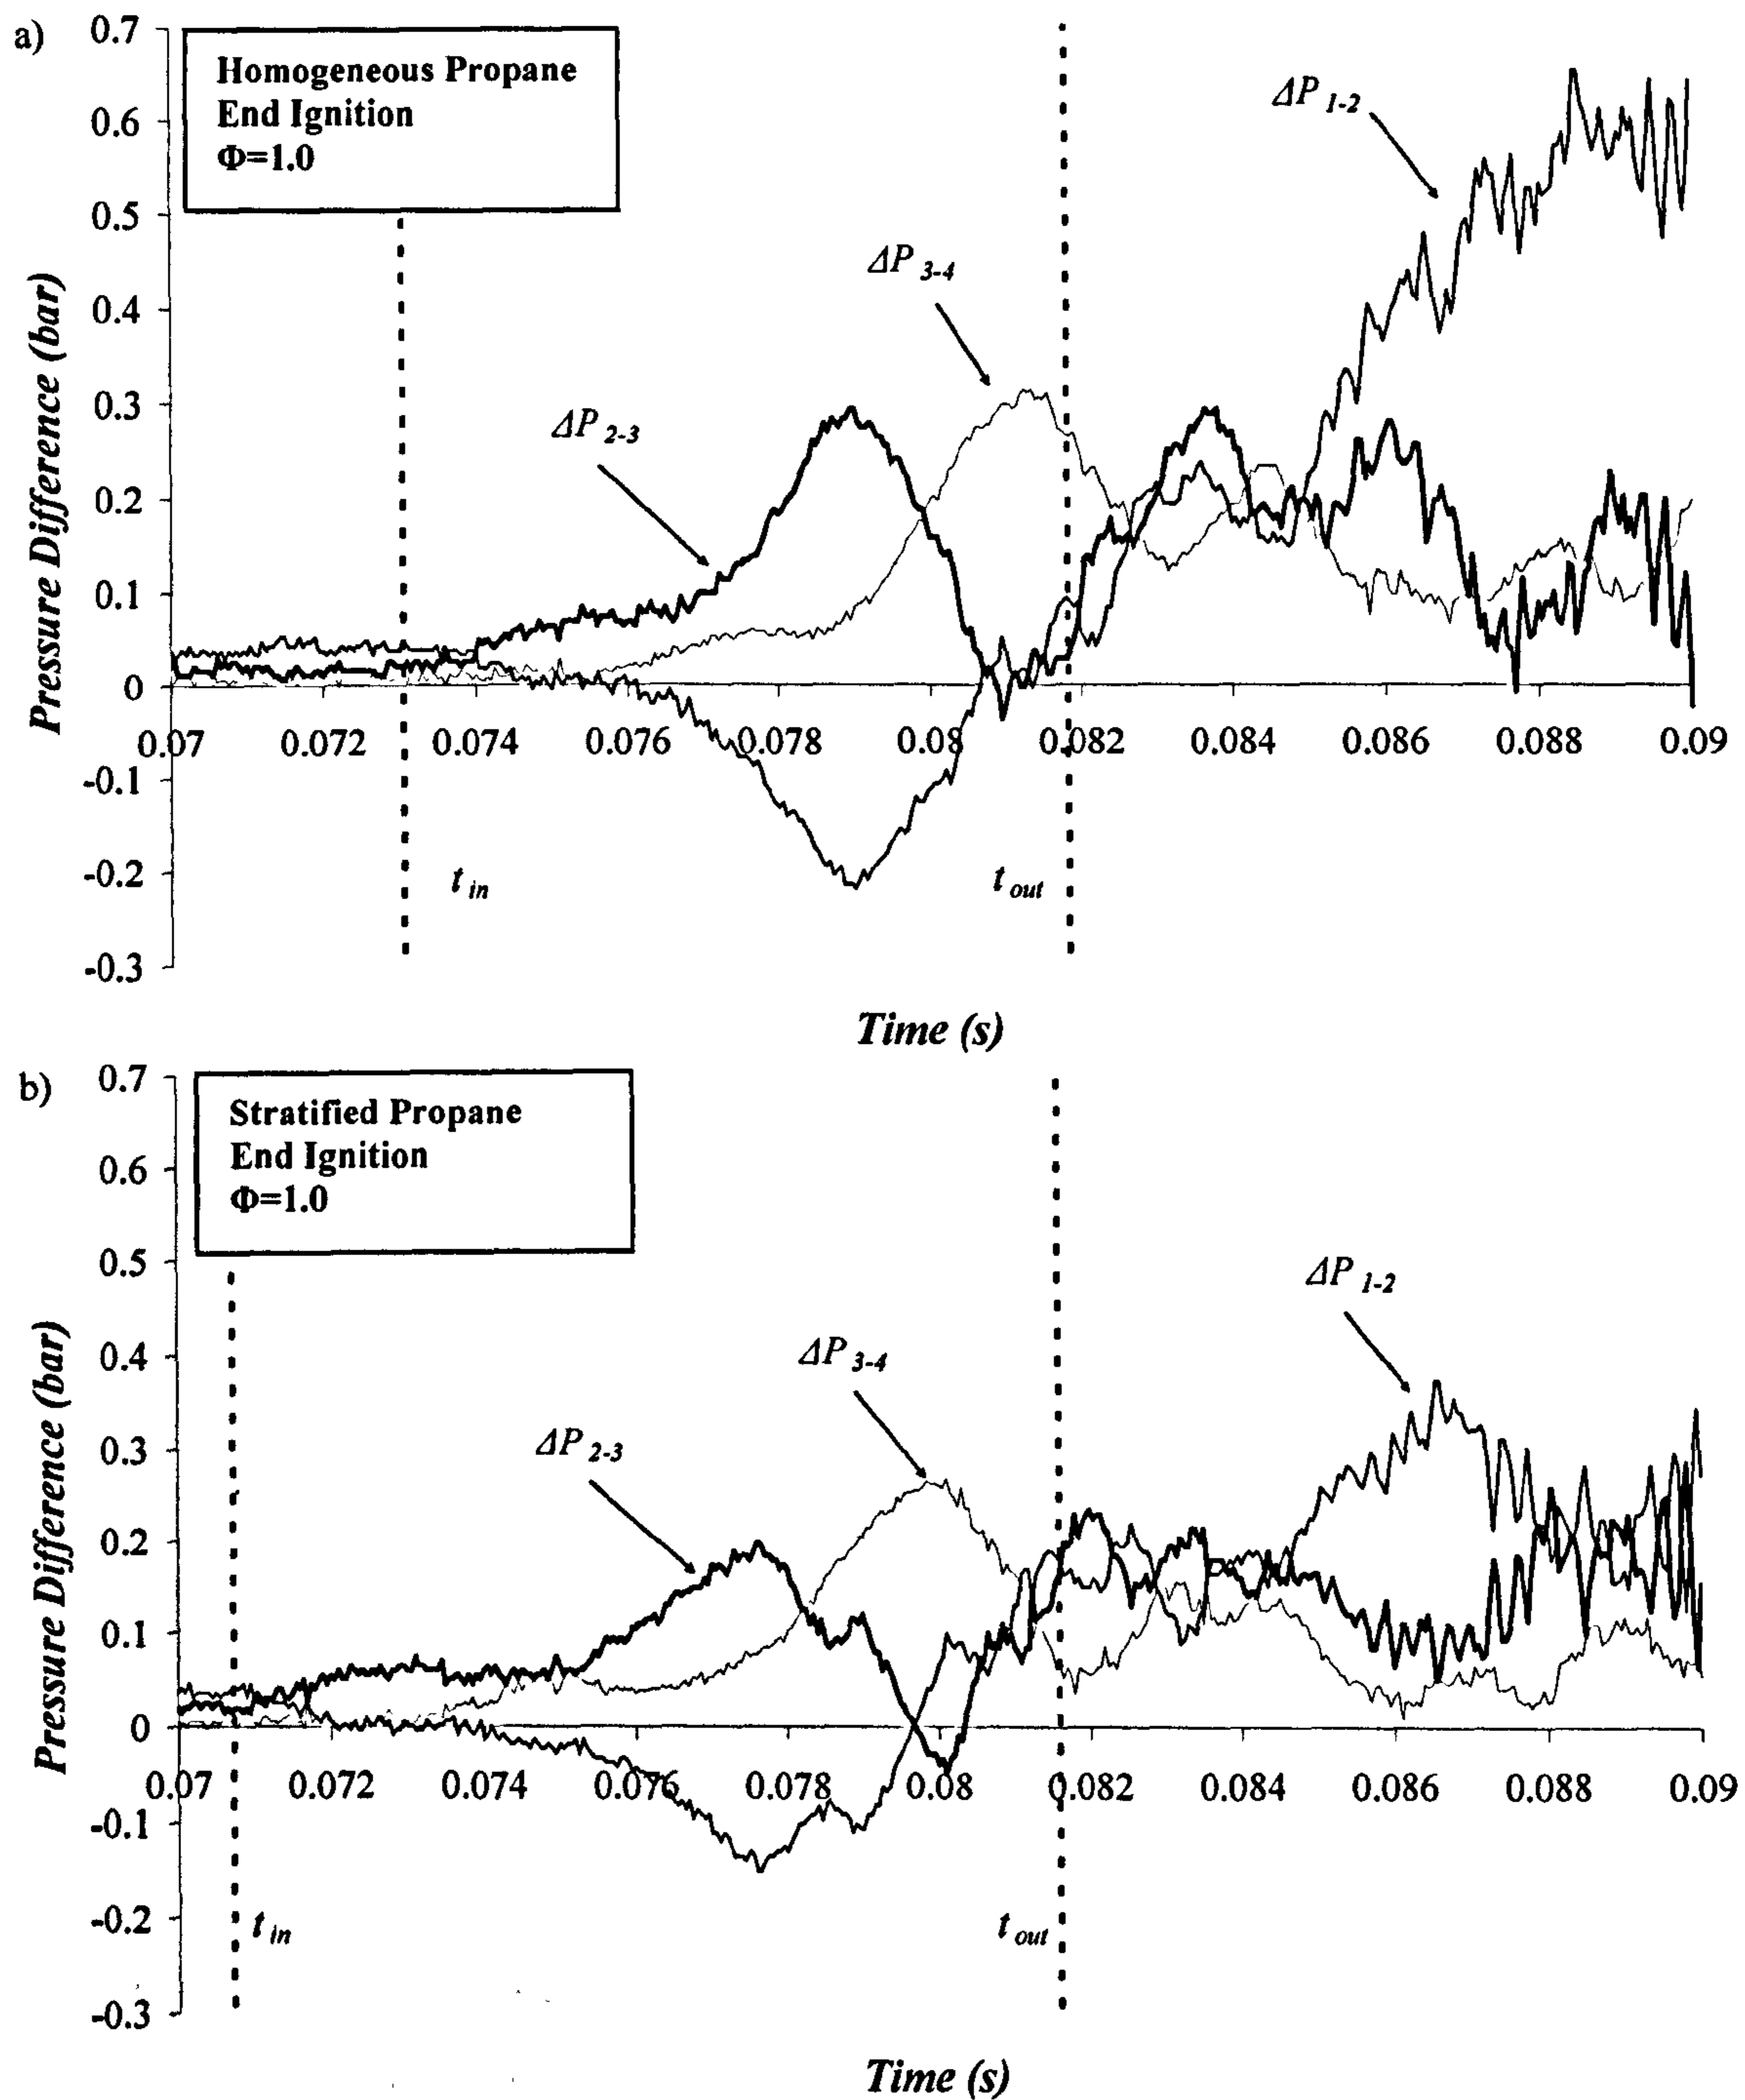 a)
0.7
0.6
0.5
0.4
0.3
0.2
0.1
0
-0.1
-0.2
-0.3
Pressure Difference (bar)
Homogeneous Propane
End Ignition
Φ=1.0
ΔP 1-2
ΔP 3-4
ΔP 2-3
0.07 0.072 0.074 0.076 0.078 0.08 0.082 0.084 0.086 0.088 0.09
t in
t out
Time (s)
b)
0.7
0.6
0.5
0.4
0.3
0.2
0.1
0
-0.1
-0.2
-0.3
Pressure Difference (bar)
Stratified Propane
End Ignition
Φ=1.0
ΔP 1-2
ΔP 3-4
ΔP 2-3
0.07 0.072 0.074 0.076 0.078 0.08 0.082 0.084 0.086 0.088 0.09
t in
t out
Time (s)